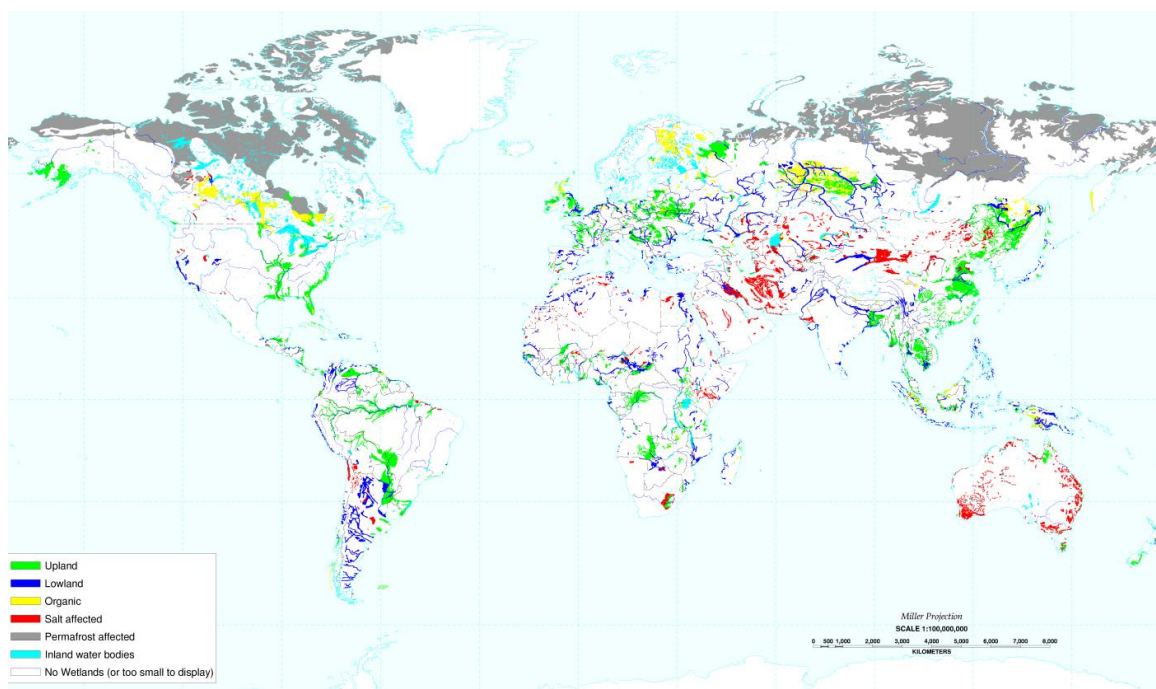 Upland
Lowland
Organic
Salt affected
Permafrost affected
Inland water bodies
No Wetlands (or too small to display)
Miller Projection
SCALE 1:100,000,000
0 500 1,000 2,000 3,000 4,000 5,000 6,000 7,000 8,000
KILOMETERS